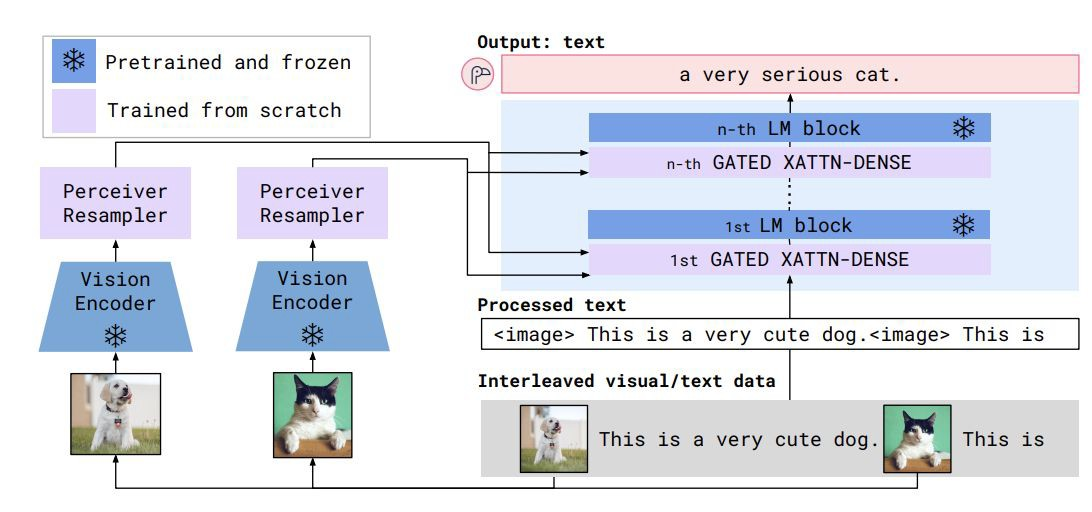 Pretrained and frozen
Trained from scratch
Perceiver
Resampler
Perceiver
Resampler
Vision
Encoder
Vision
Encoder
Output: text
a very serious cat.
n-th LM block
n-th GATED XATTN-DENSE
1st LM block
1st GATED XATTN-DENSE
Processed text
<image> This is a very cute dog.<image> This is
Interleaved visual/text data
This is a very cute dog. This is